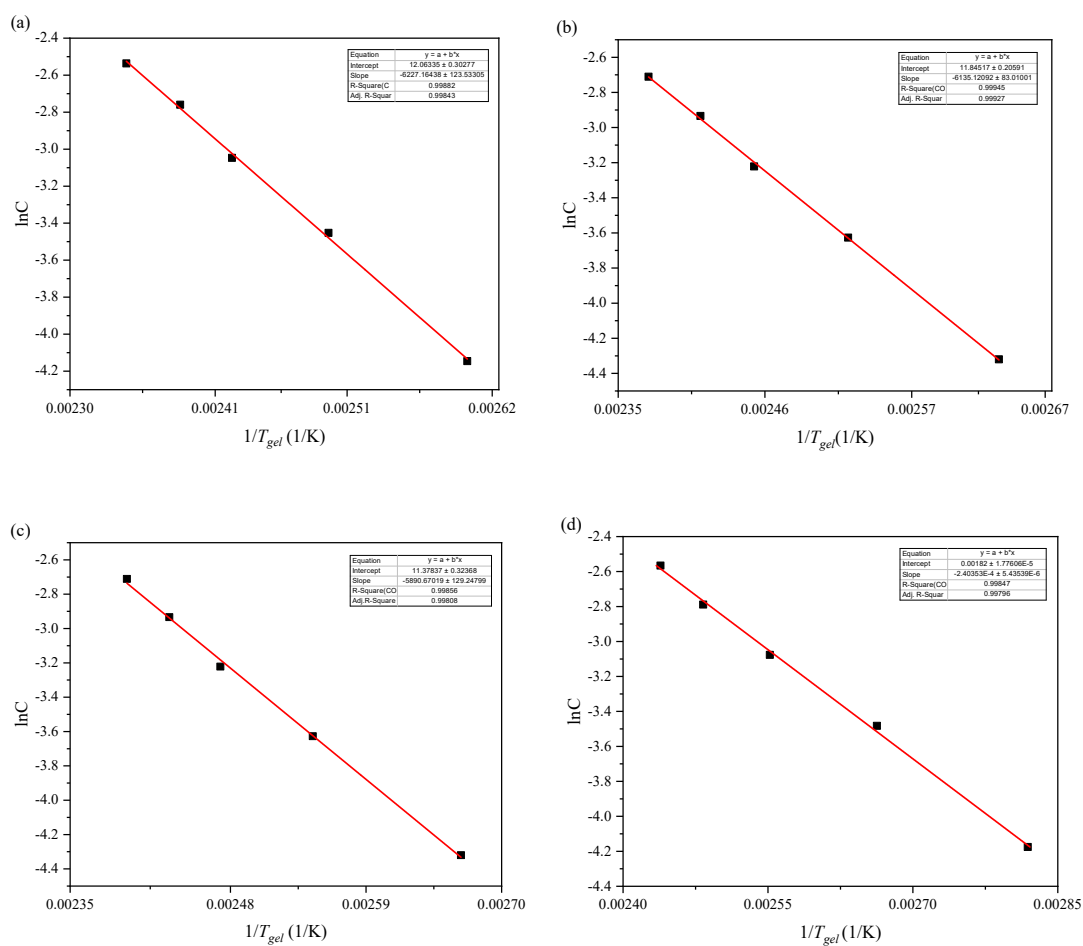 (a)
-2.4
-2.6
-2.8
-3.0
-3.2
-3.4
-3.6
-3.8
-4.0
-4.2
lnC
0.00230
0.00241
0.00251
0.00262
1/Tgel (1/K)
Equation y = a + b*x
Intercept 12.06335 ± 0.30277
Slope -6227.16438 ± 123.53305
R-Square(C 0.99882
Adj. R-Squar 0.99843
(b)
-2.6
-2.8
-3.0
-3.2
-3.4
-3.6
-3.8
-4.0
-4.2
-4.4
lnC
0.00235
0.00246
0.00257
0.00267
1/Tgel(1/K)
Equation y = a + b*x
Intercept 11.84517 ± 0.20591
Slope -6135.12092 ± 83.01001
R-Square(CO 0.99945
Adj. R-Squar 0.99927
(c)
-2.6
-2.8
-3.0
-3.2
-3.4
-3.6
-3.8
-4.0
-4.2
-4.4
lnC
0.00235
0.00248
0.00259
0.00270
1/Tgel (1/K)
Equation y = a + b*x
Intercept 11.37837 ± 0.32368
Slope -5890.67019 ± 129.24799
R-Square(CO 0.99856
Adj.R-Square 0.99808
(d)
-2.4
-2.6
-2.8
-3.0
-3.2
-3.4
-3.6
-3.8
-4.0
-4.2
-4.4
lnC
0.00240
0.00255
0.00270
0.00285
1/Tgel (1/K)
Equation y = a + b*x
Intercept 0.00182 ± 1.77606E-5
Slope -2.40353E-4 ± 5.43539E-6
R-Square(CO 0.99847
Adj. R-Squar 0.99796